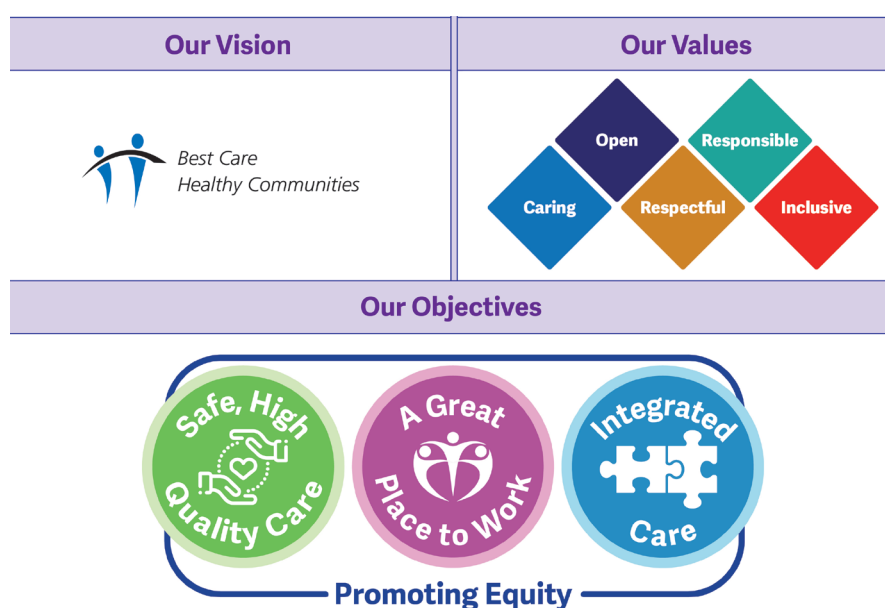 Our Vision
Our Values
Best Care
Healthy Communities
Open
Responsible
Caring
Respectful
Inclusive
Our Objectives
Safe, High
Quality Care
A Great
Place to Work
Integrated
Care
Promoting Equity